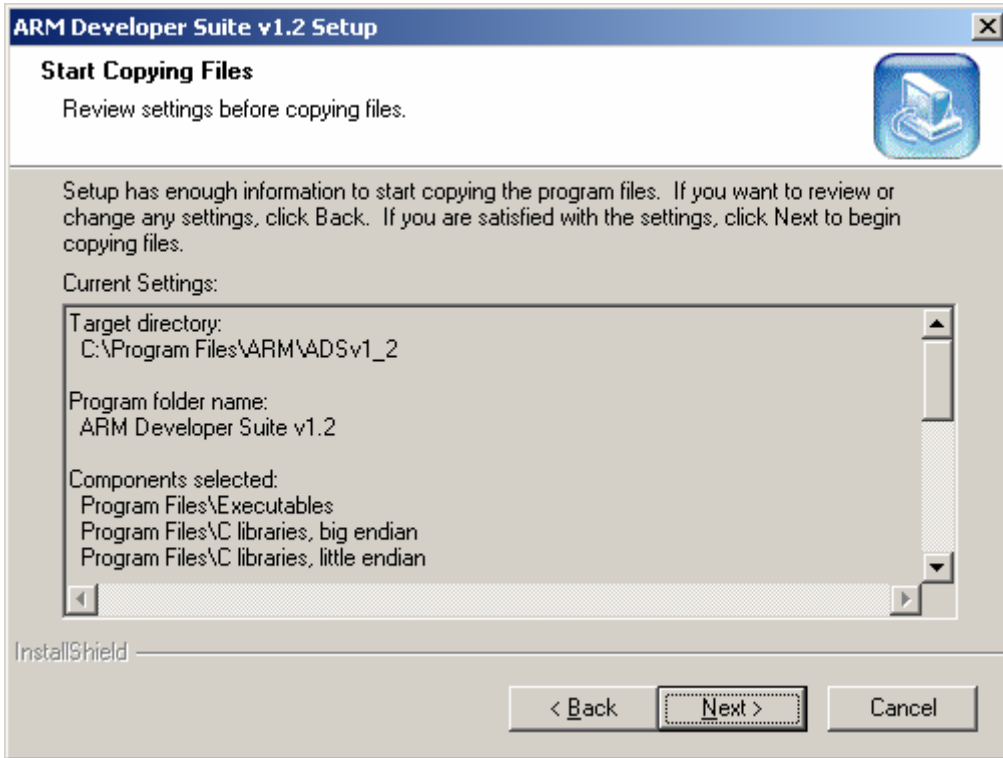 ARM Developer Suite v1.2 Setup
Start Copying Files
Review settings before copying files.
Setup has enough information to start copying the program files.  If you want to review or
change any settings, click Back.  If you are satisfied with the settings, click Next to begin
copying files.
Current Settings:
Target directory:
C:\Program Files\ARM\ADSv1_2
Program folder name:
ARM Developer Suite v1.2
Components selected:
Program Files\Executables
Program Files\C libraries, big endian
Program Files\C libraries, little endian
InstallShield
< Back Next > Cancel